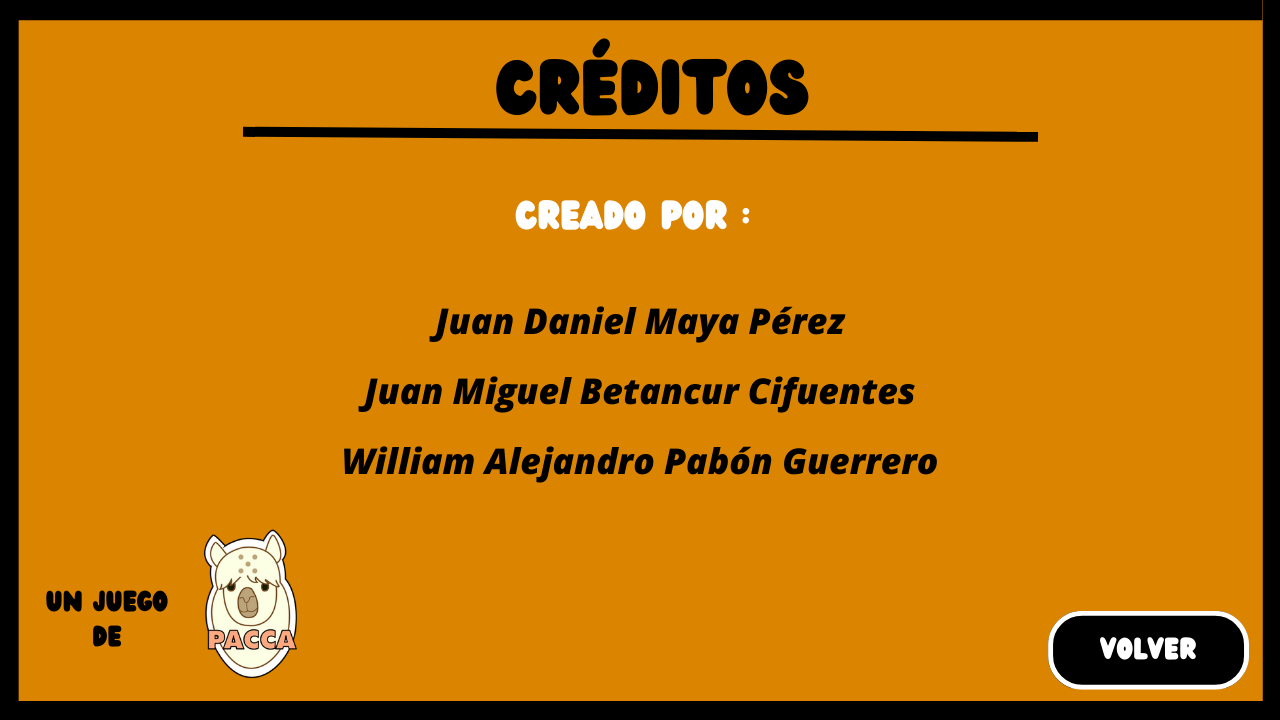 CRÉDITOS
CREADO POR :
Juan Daniel Maya Pérez
Juan Miguel Betancur Cifuentes
William Alejandro Pabón Guerrero
UN JUEGO
DE
PACCA
VOLVER